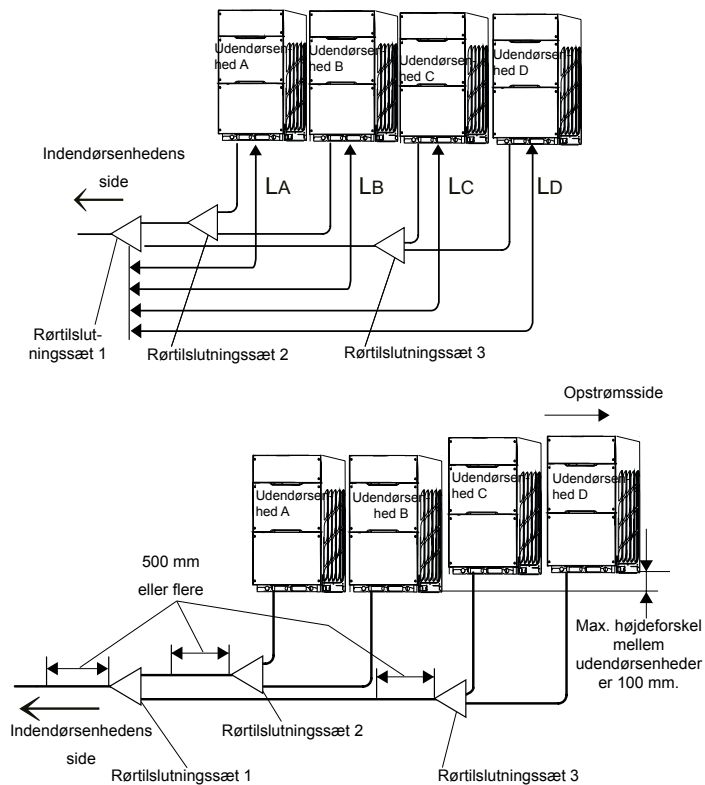 Udendørsen-
hed A
Udendørsen-
hed B
Udendørsen-
hed C
Udendørsen-
hed D
Indendørsenhedens
side
LA
LB
LC
LD
Rørtilslut-
ningssæt 1
Rørtilslutningssæt 2
Rørtilslutningssæt 3
Opstrømsside
Udendørsen-
hed A
Udendørsen-
hed B
Udendørsen-
hed C
Udendørsen-
hed D
500 mm
eller flere
Max. højdeforskel
mellem
udendørsenheder
er 100 mm.
Indendørsenhedens
side
Rørtilslutningssæt 2
Rørtilslutningssæt 1
Rørtilslutningssæt 3